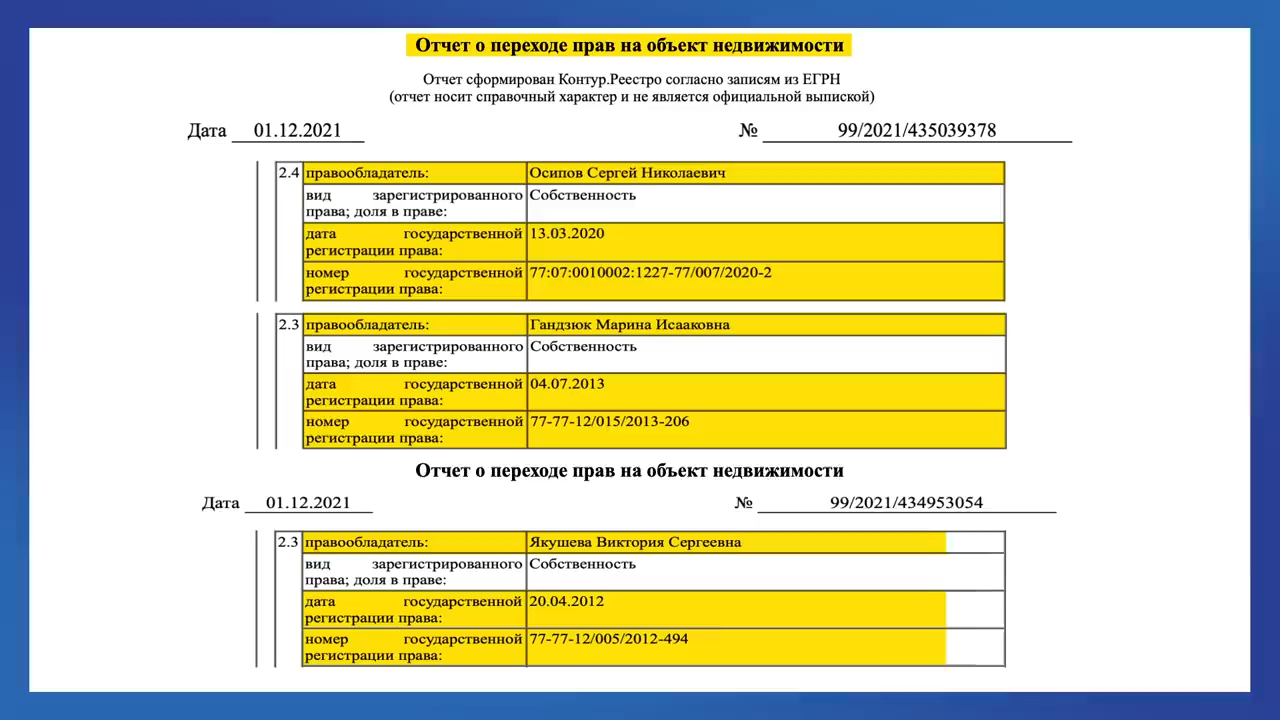 Отчет о переходе прав на объект недвижимости
Отчет сформирован Контур.Реестро согласно записям из ЕГРН
(отчет носит справочный характер и не является официальной выпиской)
Дата 01.12.2021 № 99/2021/435039378
2.4 правообладатель: Осипов Сергей Николаевич
вид зарегистрированного Собственность
права; доля в праве:
дата государственной 13.03.2020
регистрации права:
номер государственной 77:07:0010002:1227-77/007/2020-2
регистрации права:
2.3 правообладатель: Гандзюк Марина Исааковна
вид зарегистрированного Собственность
права; доля в праве:
дата государственной 04.07.2013
регистрации права:
номер государственной 77-77-12/015/2013-206
регистрации права:
Отчет о переходе прав на объект недвижимости
Дата 01.12.2021 № 99/2021/434953054
2.3 правообладатель: Якушева Виктория Сергеевна
вид зарегистрированного Собственность
права; доля в праве:
дата государственной 20.04.2012
регистрации права:
номер государственной 77-77-12/005/2012-494
регистрации права: